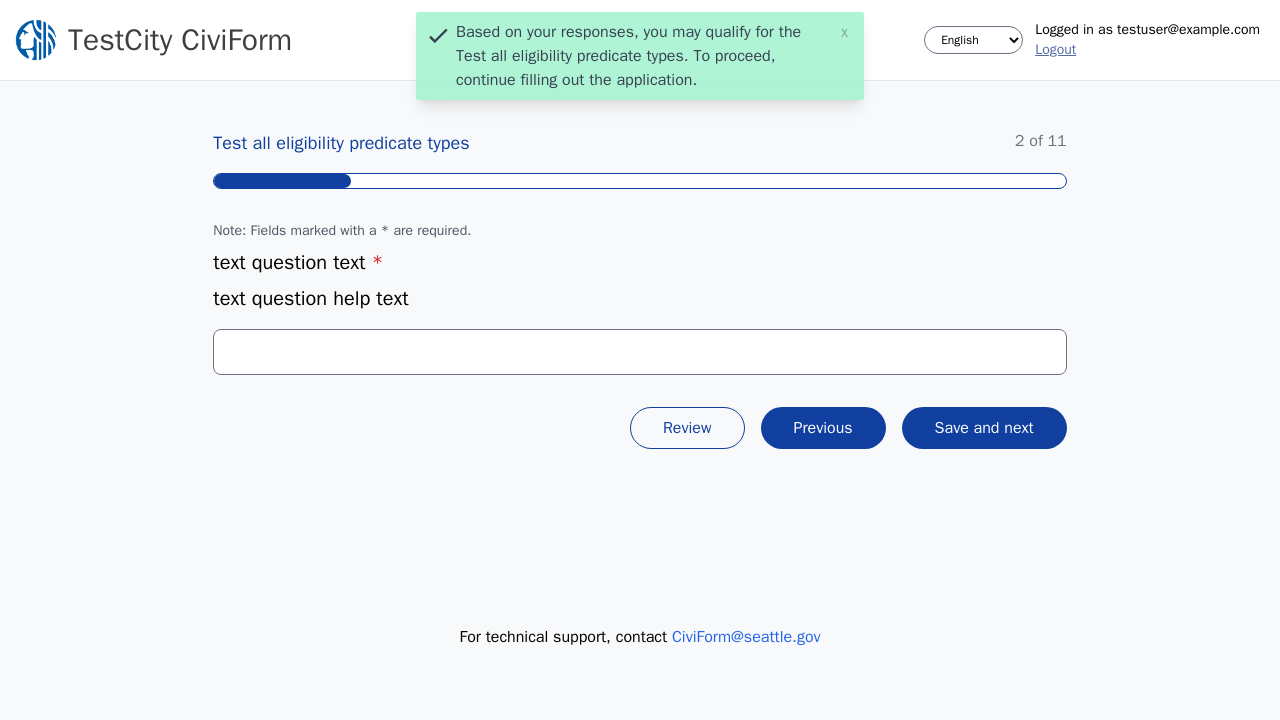 TestCity CiviForm
Based on your responses, you may qualify for the
Test all eligibility predicate types. To proceed,
continue filling out the application.
x
English
Logged in as testuser@example.com
Logout
Test all eligibility predicate types
2 of 11
Note: Fields marked with a * are required.
text question text *
text question help text
Review
Previous
Save and next
For technical support, contact CiviForm@seattle.gov